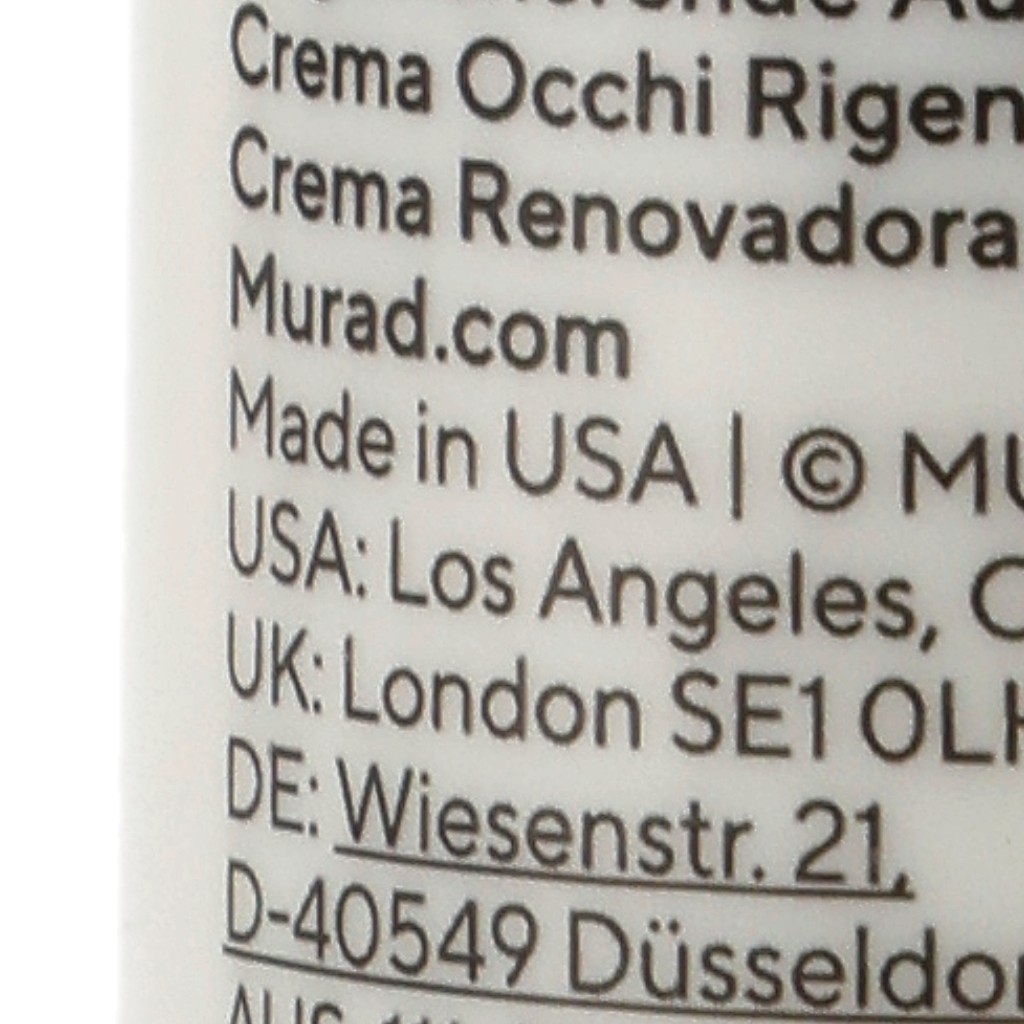 Crema Occhi Rigen
Crema Renovadora
Murad.com
Made in USA | © MU
USA: Los Angeles, C
UK: London SE1 0LH
DE: Wiesenstr. 21,
D-40549 Düsseldor